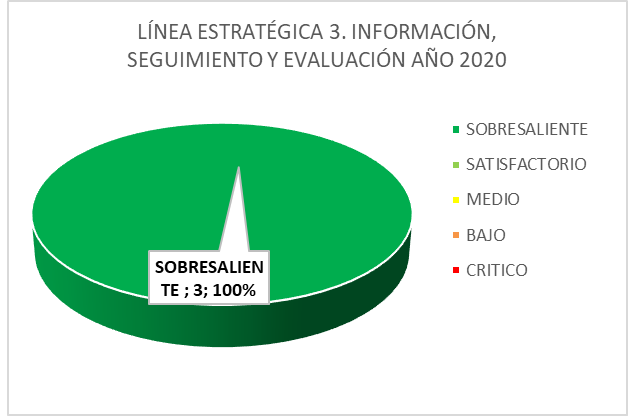 LÍNEA ESTRATÉGICA 3. INFORMACIÓN,
SEGUIMIENTO Y EVALUACIÓN AÑO 2020
SOBRESALIENTE
SATISFACTORIO
MEDIO
BAJO
CRITICO
SOBRESALIEN
TE ; 3; 100%